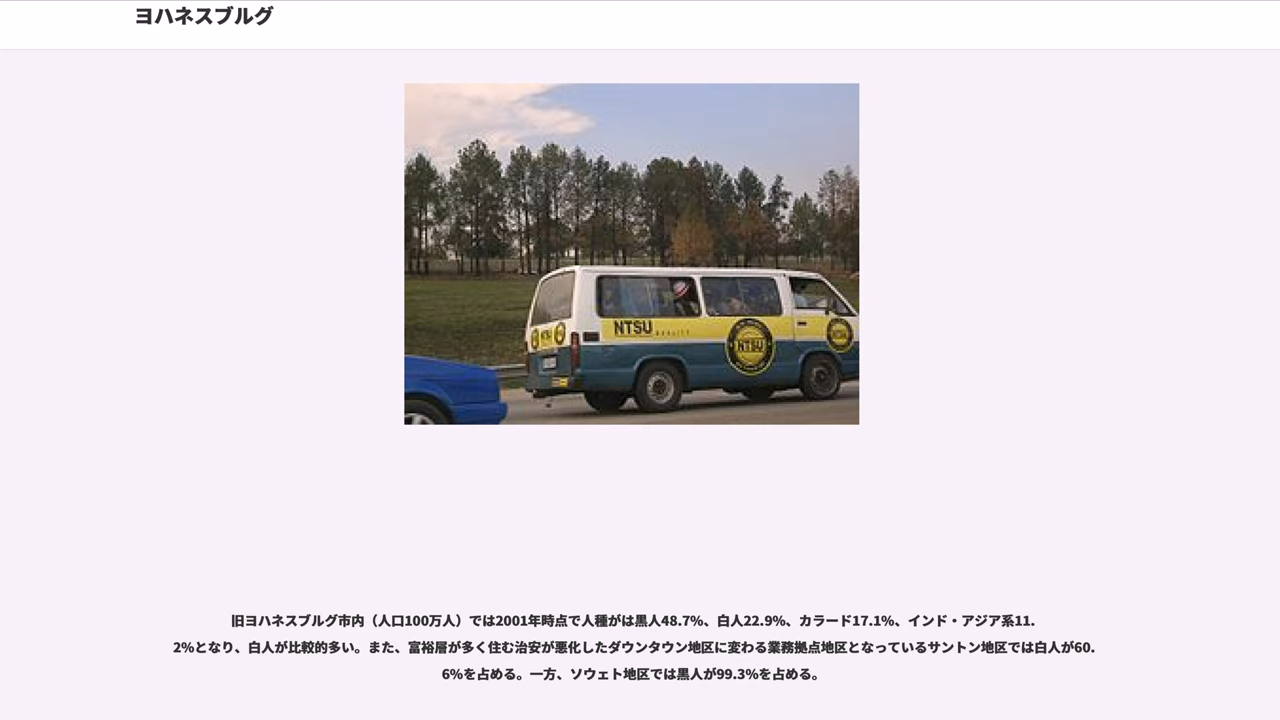 ヨハネスブルグ
NTSU
NTSU
NTSU
旧ヨハネスブルグ市内（人口100万人）では2001年時点で人種がは黒人48.7%、白人22.9%、カラード17.1%、インド・アジア系11.
2%となり、白人が比較的多い。また、富裕層が多く住む治安が悪化したダウンタウン地区に変わる業務拠点地区となっているサントン地区では白人が60.
6%を占める。一方、ソウェト地区では黒人が99.3%を占める。